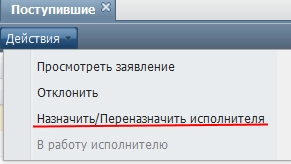 Поступившие
Действия
Просмотреть заявление
Отклонить
Назначить/Переназначить исполнителя
В работу исполнителю